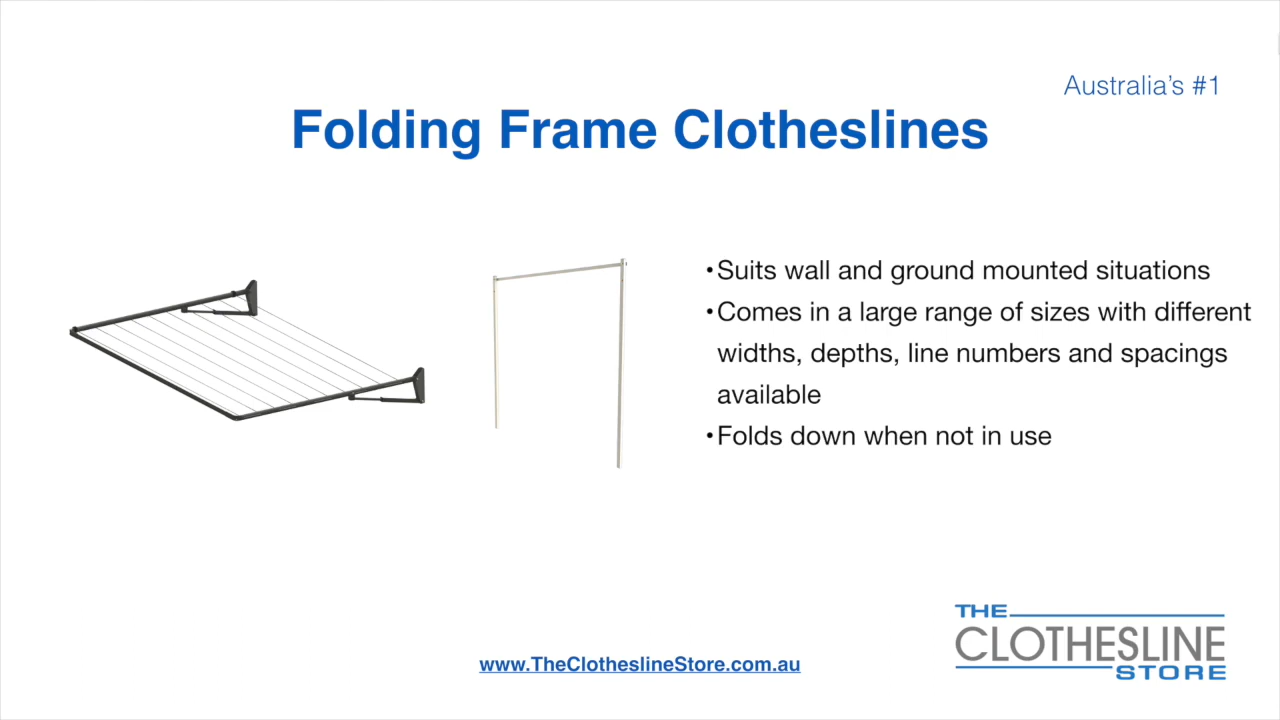 Australia's #1
Folding Frame Clotheslines
•Suits wall and ground mounted situations
•Comes in a large range of sizes with different
widths, depths, line numbers and spacings
available
•Folds down when not in use
THE
CLOTHESLINE
STORE
www.TheClotheslineStore.com.au